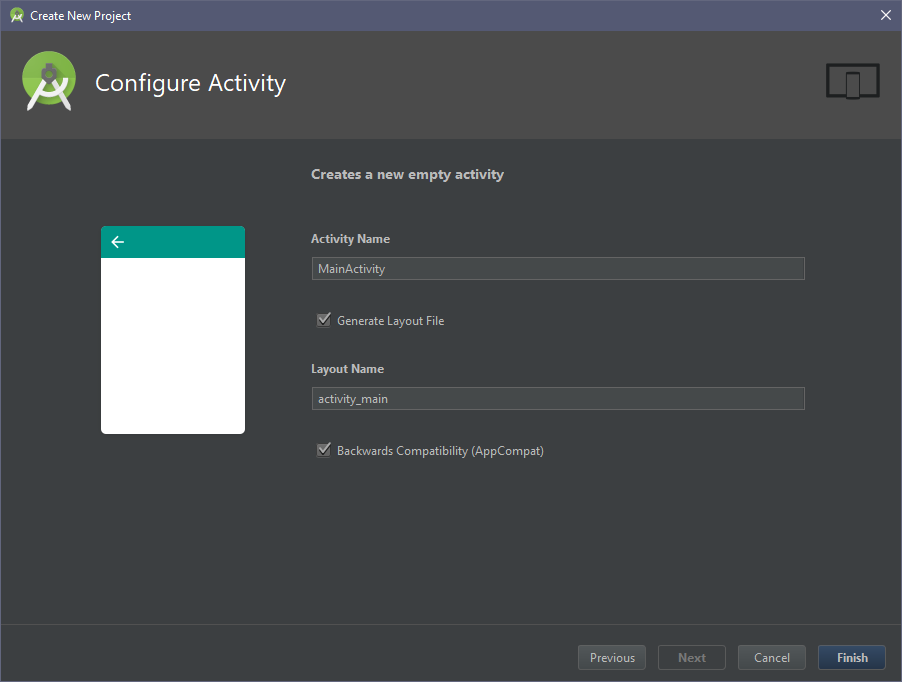 Create New Project
Configure Activity
Creates a new empty activity
Activity Name
MainActivity
Generate Layout File
Layout Name
activity_main
Backwards Compatibility (AppCompat)
Previous Next Cancel Finish